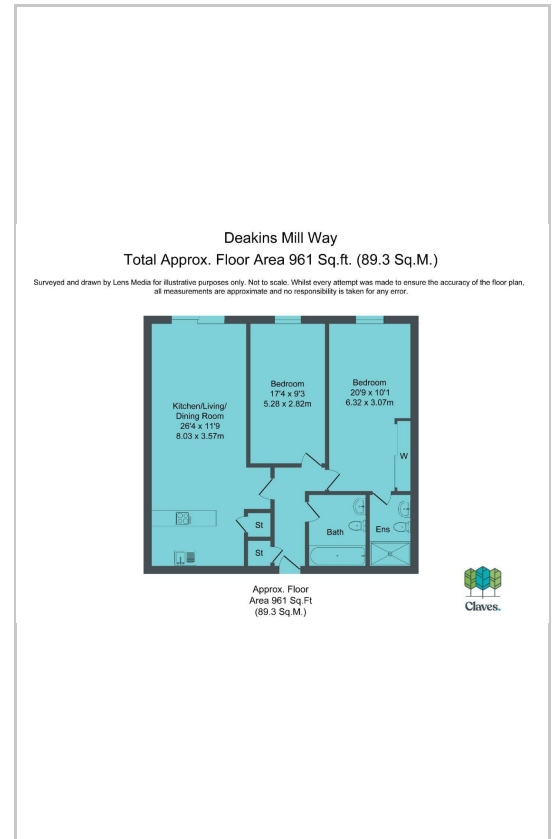 Deakins Mill Way
Total Approx. Floor Area 961 Sq.ft. (89.3 Sq.M.)
Surveyed and drawn by Lens Media for illustrative purposes only. Not to scale. Whilst every attempt was made to ensure the accuracy of the floor plan,
all measurements are approximate and no responsibility is taken for any error.
Kitchen/Living/
Dining Room
26'4 x 11'9
8.03 x 3.57m
Bedroom
17'4 x 9'3
5.28 x 2.82m
Bedroom
20'9 x 10'1
6.32 x 3.07m
W
St
St
Bath
Ens
Approx. Floor
Area 961 Sq.Ft
(89.3 Sq.M.)
Claves.